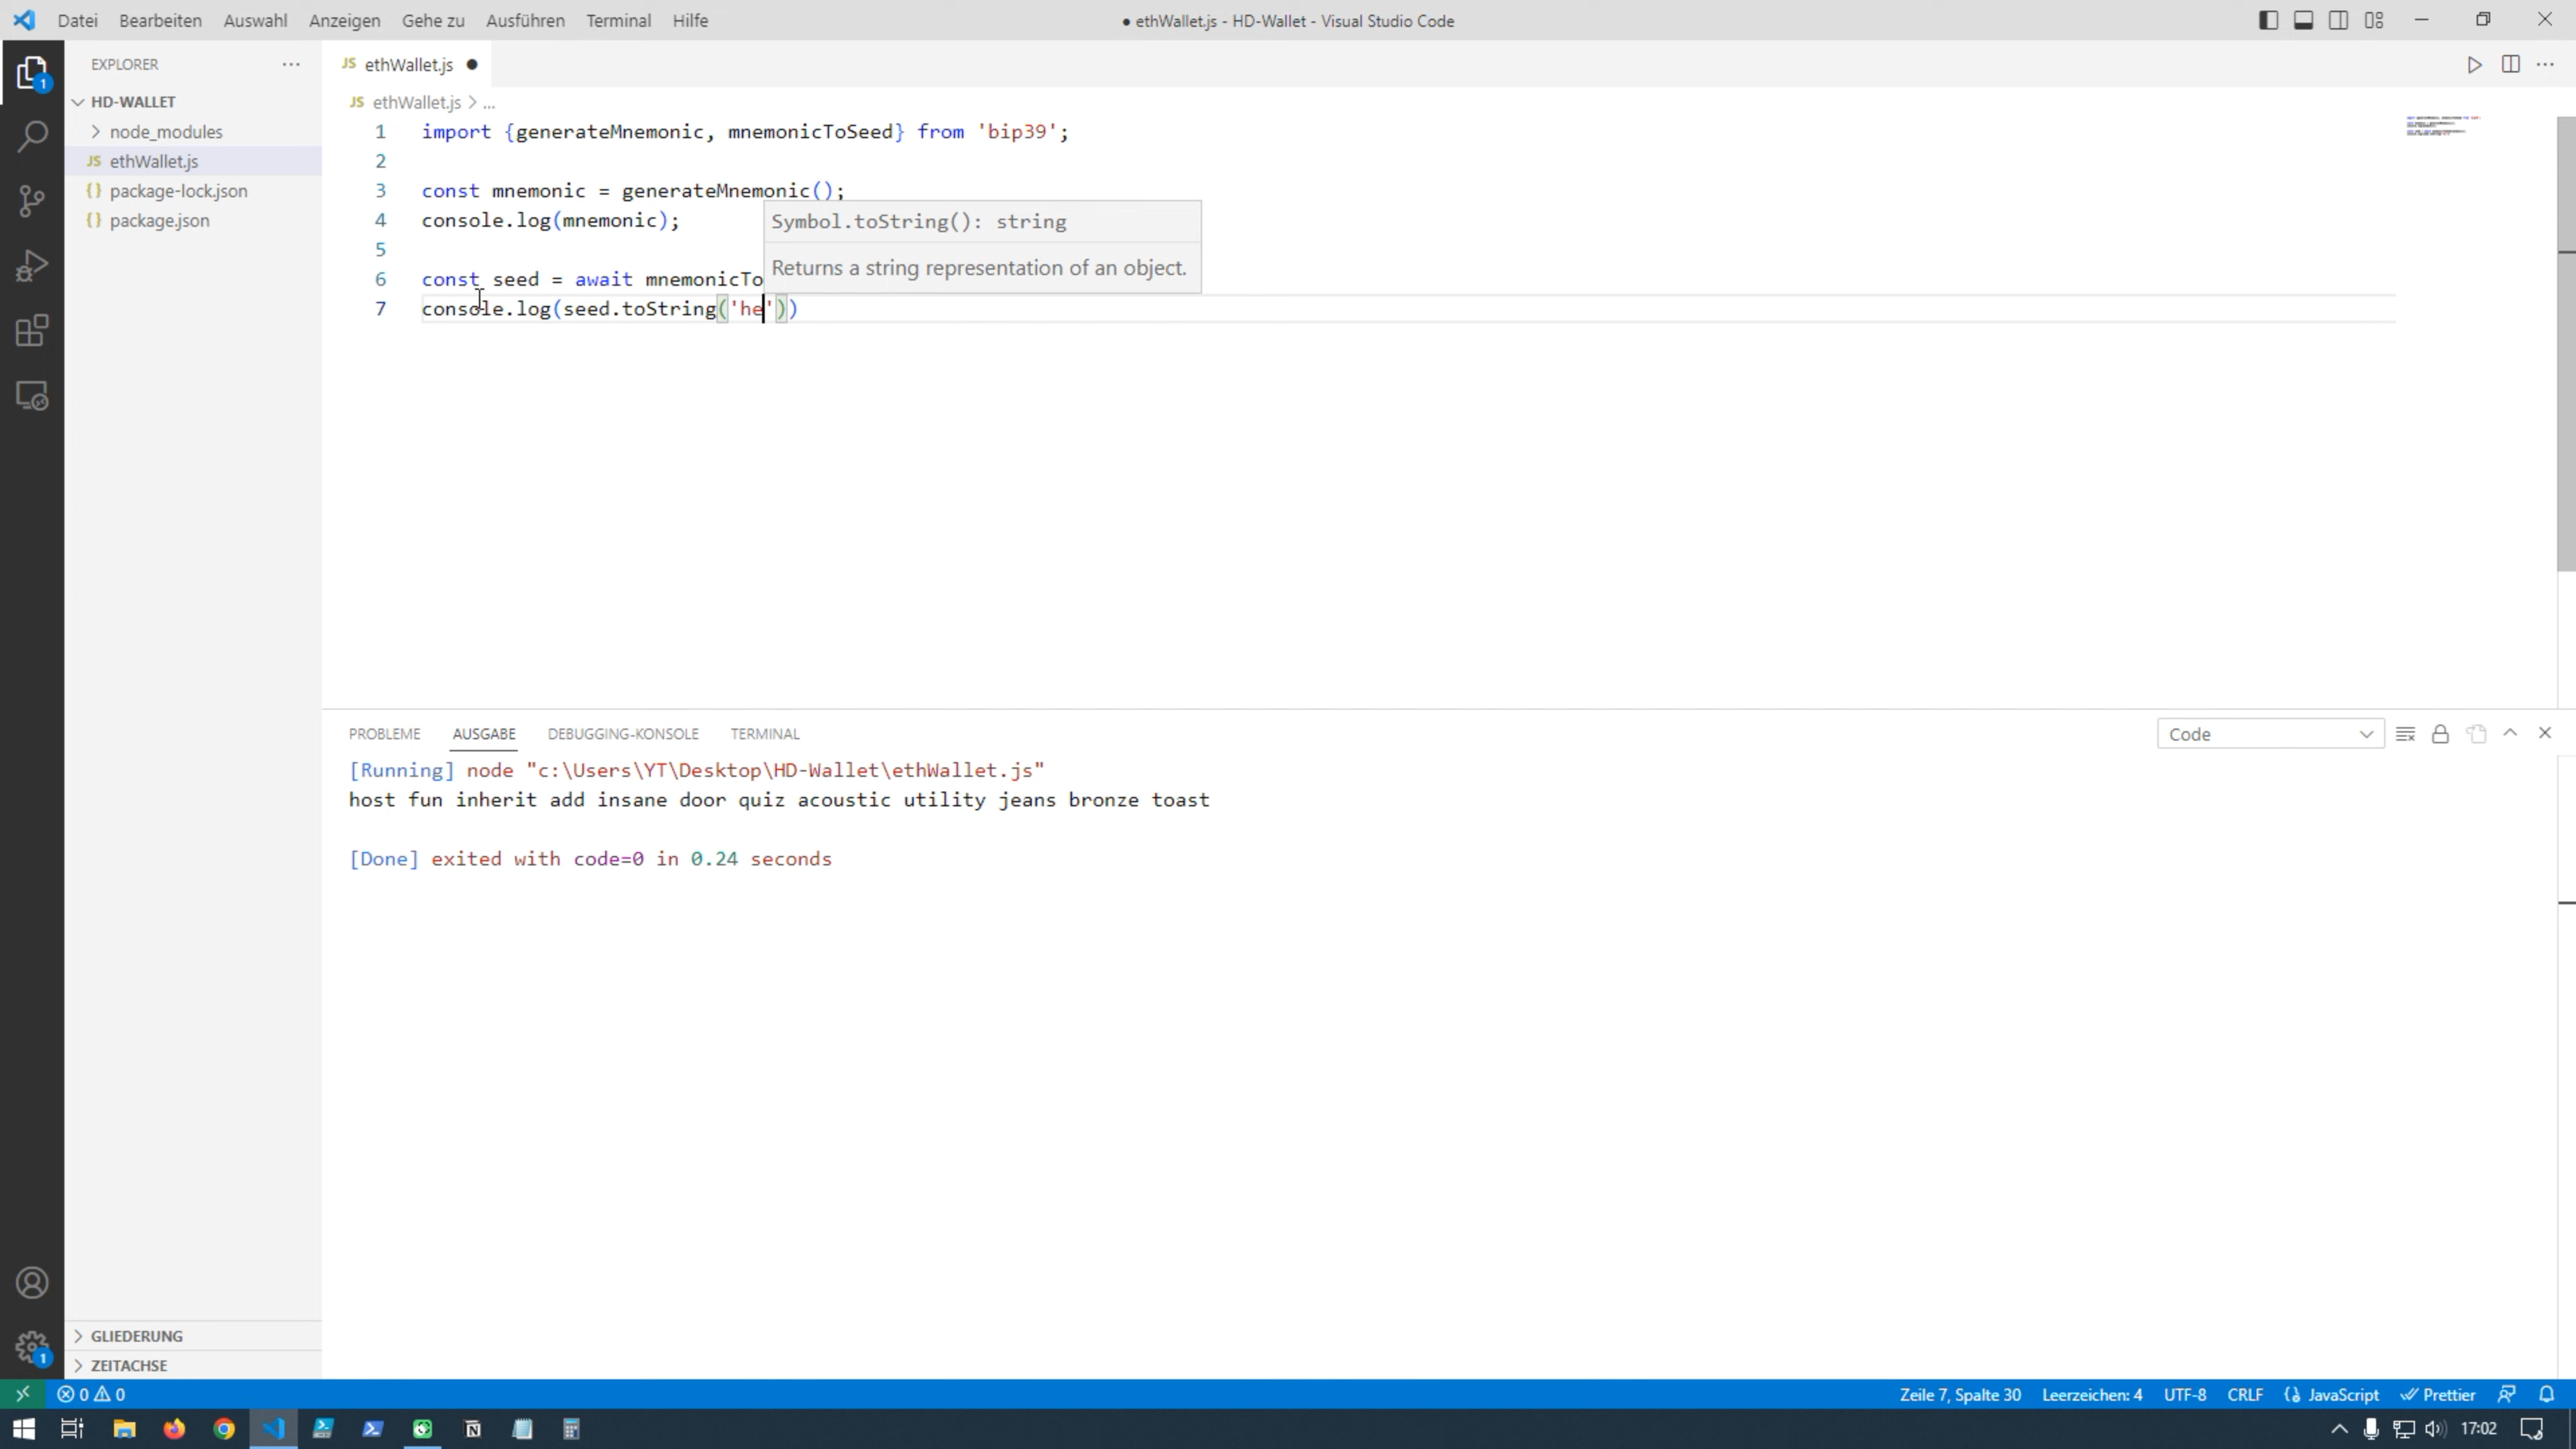 Datei Bearbeiten Auswahl Anzeigen Gehe zu Ausführen Terminal Hilfe
● ethWallet.js - HD-Wallet - Visual Studio Code
EXPLORER
HD-WALLET
node_modules
JS ethWallet.js
{} package-lock.json
{} package.json
GLIEDERUNG
ZEITACHSE
1
1
JS ethWallet.js ●
JS ethWallet.js > ...
1 import {generateMnemonic, mnemonicToSeed} from 'bip39';
2
3 const mnemonic = generateMnemonic();
4 console.log(mnemonic);
5
6 const seed = await mnemonicTo
7 console.log(seed.toString('he'))
Symbol.toString(): string
Returns a string representation of an object.
PROBLEME AUSGABE DEBUGGING-KONSOLE TERMINAL
Code
[Running] node "c:\Users\YT\Desktop\HD-Wallet\ethWallet.js"
host fun inherit add insane door quiz acoustic utility jeans bronze toast
[Done] exited with code=0 in 0.24 seconds
0 0
Zeile 7, Spalte 30 Leerzeichen: 4 UTF-8 CRLF JavaScript Prettier
17:02